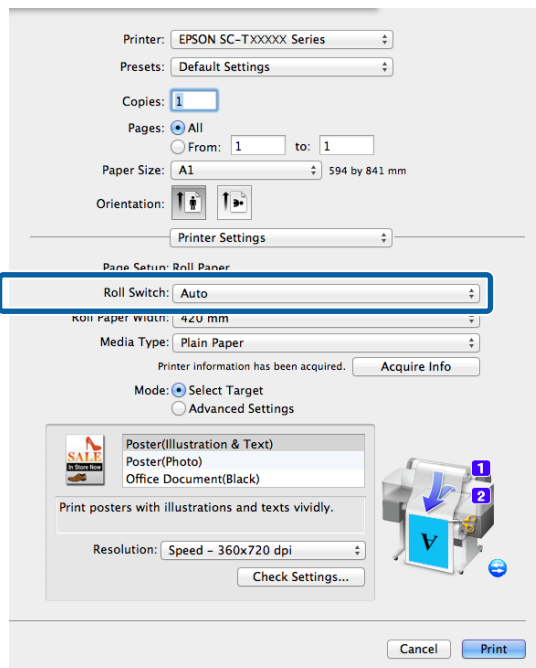 Printer: EPSON SC-TXXXXX Series
Presets: Default Settings
Copies: 1
Pages: All
From: 1 to: 1
Paper Size: A1 594 by 841 mm
Orientation:
Printer Settings
Page Setup: Roll Paper
Roll Switch: Auto
Roll Paper Width: 420 mm
Media Type: Plain Paper
Printer information has been acquired. Acquire Info
Mode: Select Target
Advanced Settings
SALE
In Store Now
Poster(Illustration & Text)
Poster(Photo)
Office Document(Black)
Print posters with illustrations and texts vividly.
1
2
A
Resolution: Speed – 360x720 dpi
Check Settings...
Cancel Print